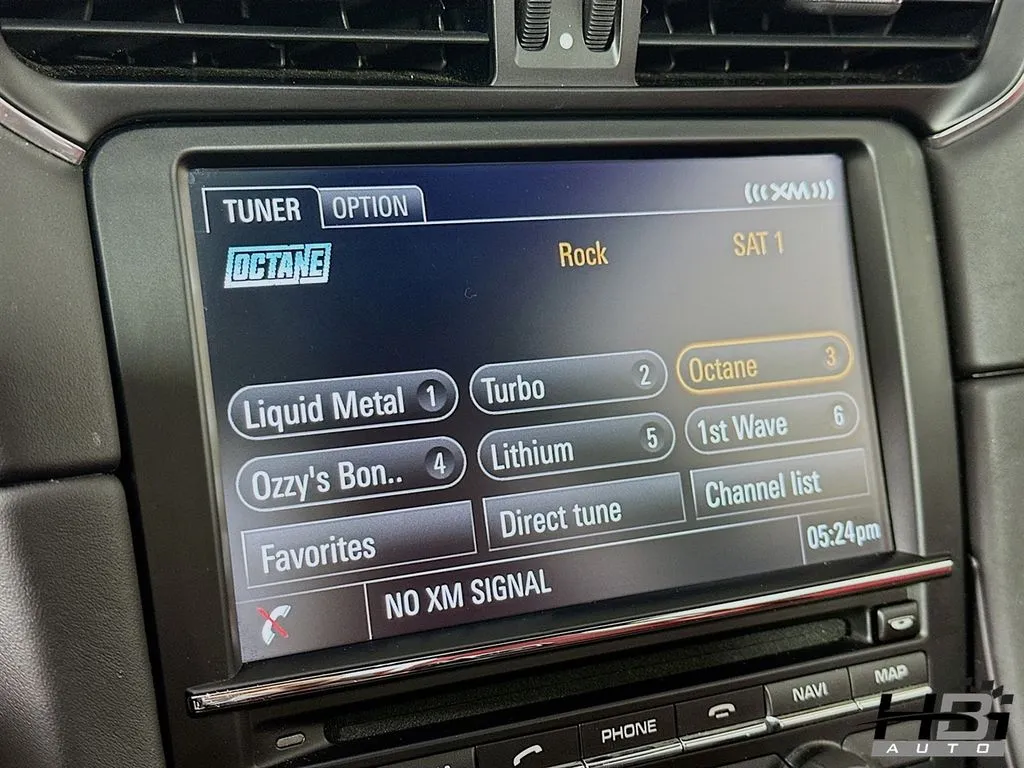 TUNER OPTION (((XM)))
OCTANE Rock SAT 1
Liquid Metal 1 Turbo 2 Octane 3
Ozzy's Bon.. 4 Lithium 5 1st Wave 6
Favorites Direct tune Channel list
NO XM SIGNAL 05:24pm
PHONE NAVI MAP
HBi
AUTO